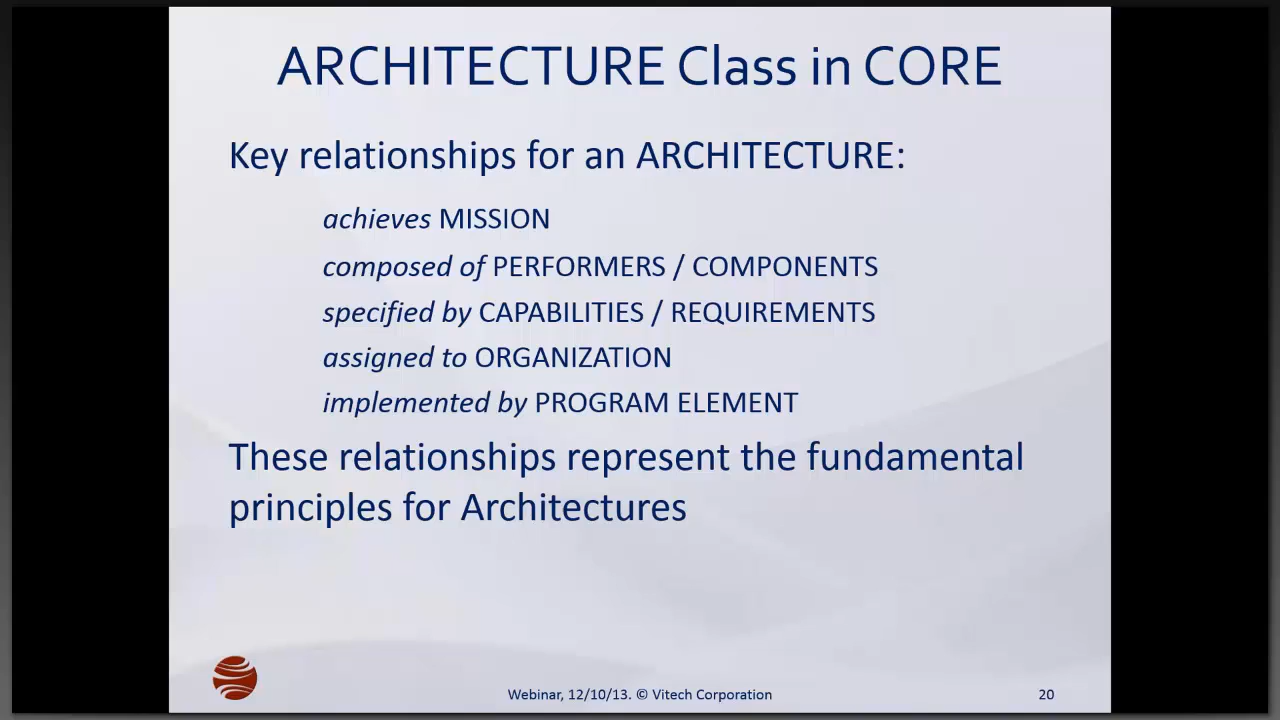 ARCHITECTURE Class in CORE
Key relationships for an ARCHITECTURE:
achieves MISSION
composed of PERFORMERS / COMPONENTS
specified by CAPABILITIES / REQUIREMENTS
assigned to ORGANIZATION
implemented by PROGRAM ELEMENT
These relationships represent the fundamental
principles for Architectures
Webinar, 12/10/13. © Vitech Corporation
20